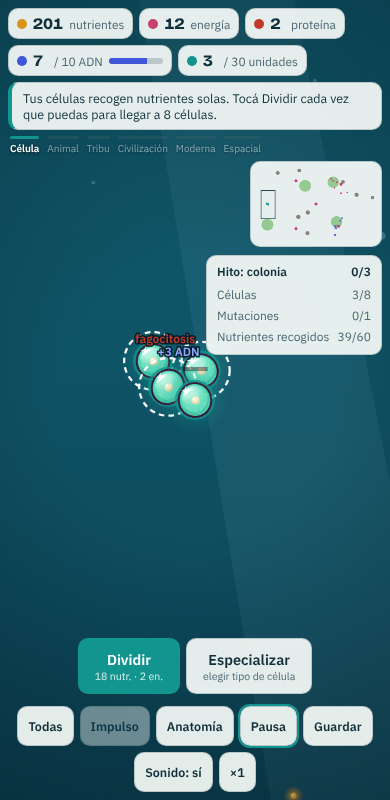 201 nutrientes
12 energía
2 proteína
7 / 10 ADN
3 / 30 unidades
Tus células recogen nutrientes solas. Tocá Dividir cada vez
que puedas para llegar a 8 células.
Célula Animal Tribu Civilización Moderna Espacial
Hito: colonia 0/3
Células 3/8
Mutaciones 0/1
Nutrientes recogidos 39/60
fagocitosis
+3 ADN
Dividir
18 nutr. · 2 en.
Especializar
elegir tipo de célula
Todas
Impulso
Anatomía
Pausa
Guardar
Sonido: sí
×1